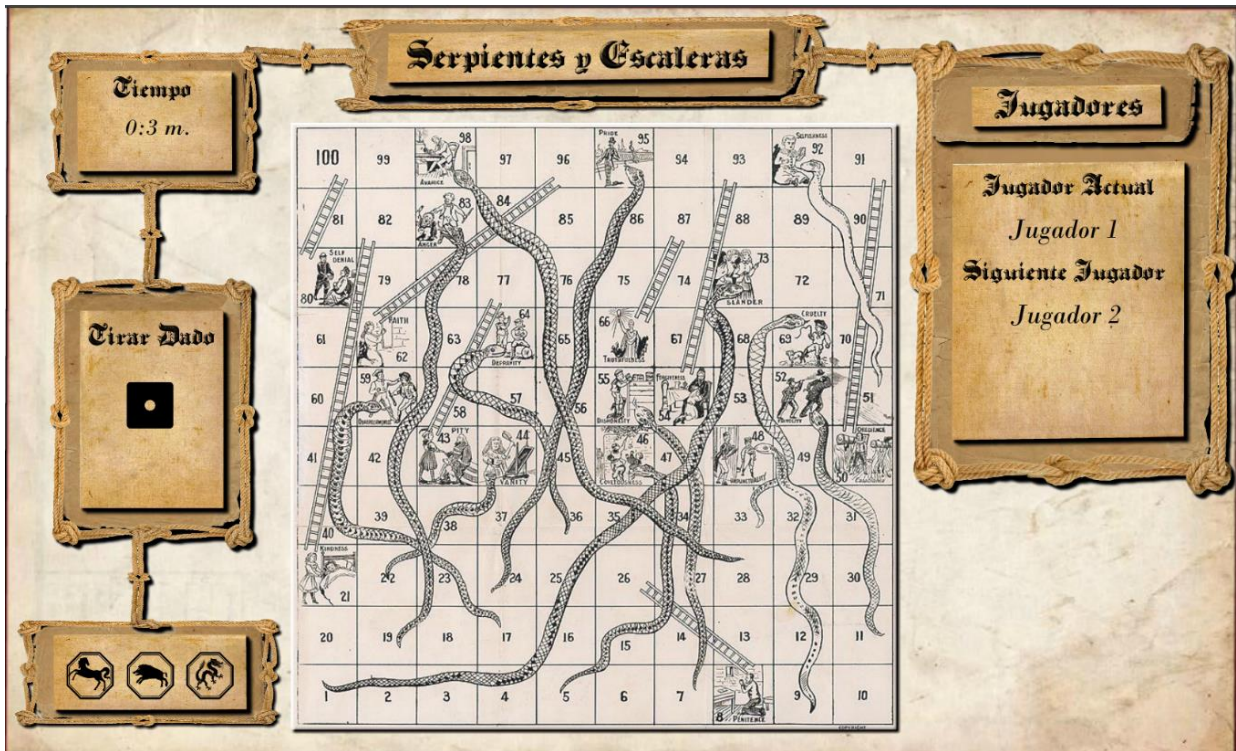 Serpientes y Escaleras
Tiempo
0:3 m.
Tirar Dado
Jugadores
Jugador Actual
Jugador 1
Siguiente Jugador
Jugador 2
100 99 98 97 96 95 94 93 92 91
AVARICE PRIDE SELFISHNESS
81 82 83 84 85 86 87 88 89 90
ANGER
80 79 78 77 76 75 74 73 72 71
SELF DENIAL SLANDER
61 62 63 64 65 66 67 68 69 70
FAITH DEPRAVITY TRUTHFULNESS CRUELTY
60 59 58 57 56 55 54 53 52 51
QUARRELSOMENESS DISHONESTY FORGIVENESS
41 42 43 44 45 46 47 48 49 50
PITY VANITY COVETOUSNESS UNPUNCTUALITY OBEDIENCE
40 39 38 37 36 35 34 33 32 31
21 22 23 24 25 26 27 28 29 30
KINDNESS
20 19 18 17 16 15 14 13 12 11
1 2 3 4 5 6 7 8 9 10
PENITENCE
COPYRIGHT